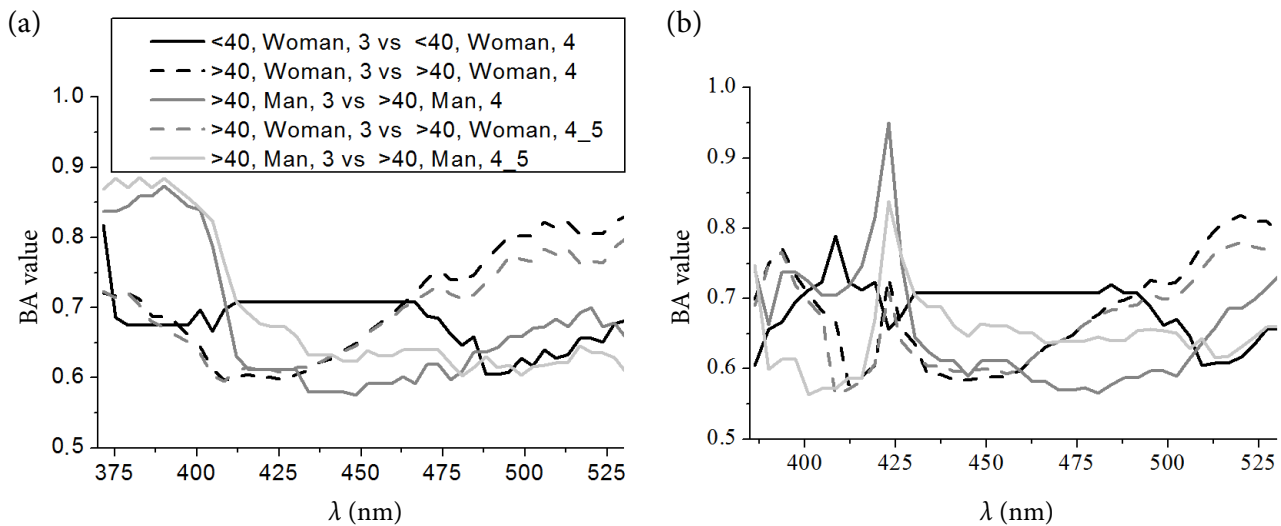 (a)
<40, Woman, 3 vs <40, Woman, 4
>40, Woman, 3 vs >40, Woman, 4
>40, Man, 3 vs >40, Man, 4
>40, Woman, 3 vs >40, Woman, 4_5
>40, Man, 3 vs >40, Man, 4_5
BA value
1.0
0.9
0.8
0.7
0.6
0.5
375 400 425 450 475 500 525
λ (nm)
(b)
BA value
1.0
0.9
0.8
0.7
0.6
0.5
400 425 450 475 500 525
λ (nm)